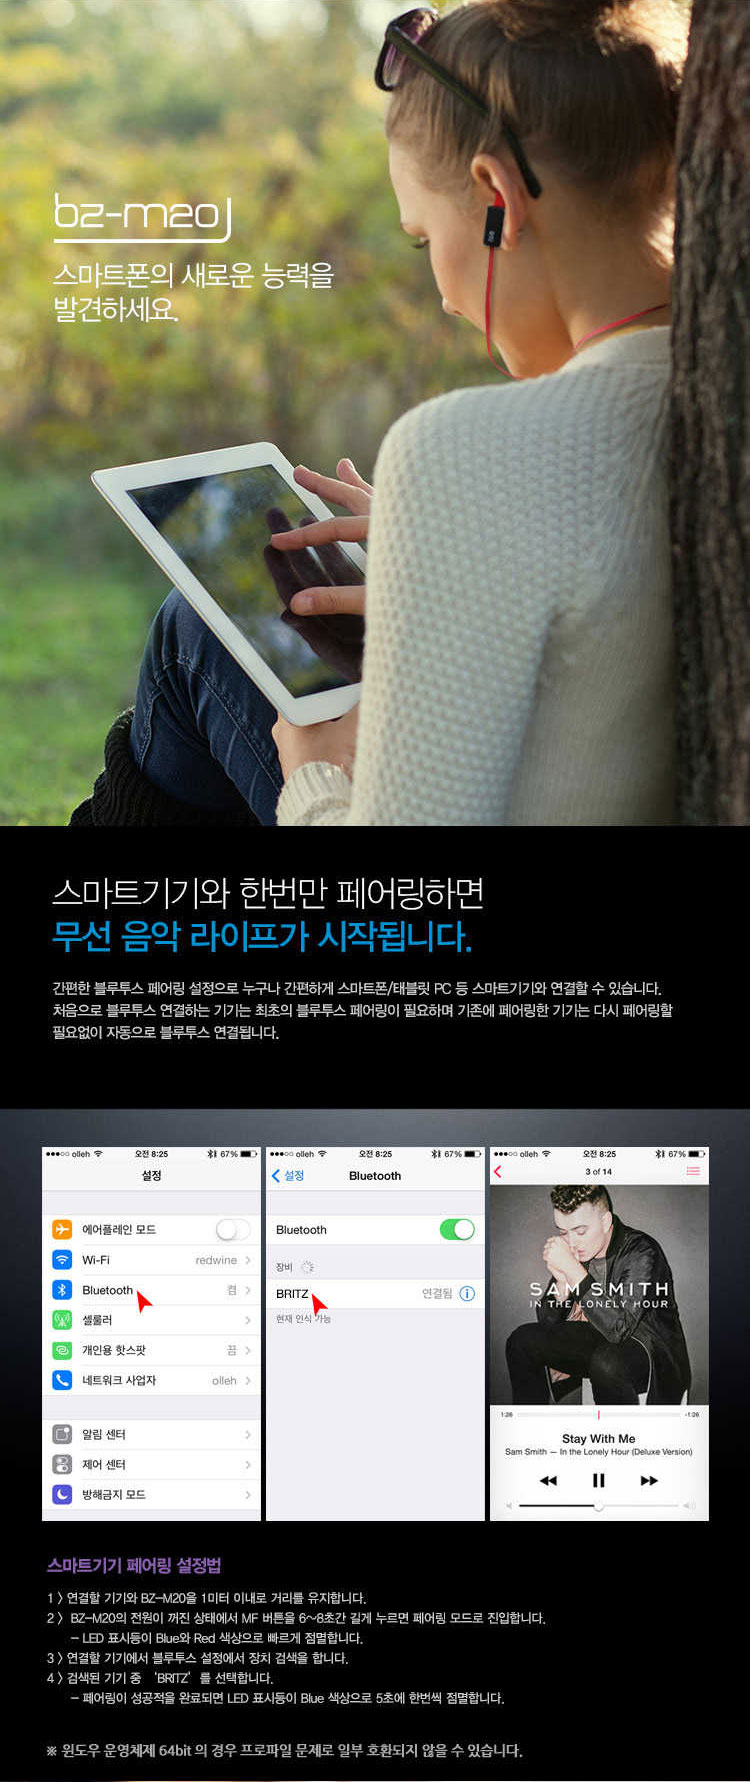 bz-m20
스마트폰의 새로운 능력을
발견하세요.
스마트기기와 한번만 페어링하면
무선 음악 라이프가 시작됩니다.
간편한 블루투스 페어링 설정으로 누구나 간편하게 스마트폰/태블릿 PC 등 스마트기기와 연결할 수 있습니다.
처음으로 블루투스 연결하는 기기는 최초의 블루투스 페어링이 필요하며 기존에 페어링한 기기는 다시 페어링할
필요없이 자동으로 블루투스 연결됩니다.
olleh 오전 8:25 67%
설정
에어플레인 모드
Wi-Fi redwine
Bluetooth 켬
셀룰러
개인용 핫스팟 끔
네트워크 사업자 olleh
알림 센터
제어 센터
방해금지 모드
olleh 오전 8:25 67%
설정 Bluetooth
Bluetooth
장비
BRITZ 연결됨
현재 인식 가능
olleh 오전 8:25 67%
3 of 14
SAM SMITH
IN THE LONELY HOUR
1:26 -1:26
Stay With Me
Sam Smith — In the Lonely Hour (Deluxe Version)
스마트기기 페어링 설정법
1 > 연결할 기기와 BZ-M20을 1미터 이내로 거리를 유지합니다.
2 > BZ-M20의 전원이 꺼진 상태에서 MF 버튼을 6~8초간 길게 누르면 페어링 모드로 진입합니다.
- LED 표시등이 Blue와 Red 색상으로 빠르게 점멸합니다.
3 > 연결할 기기에서 블루투스 설정에서 장치 검색을 합니다.
4 > 검색된 기기 중 'BRITZ' 를 선택합니다.
- 페어링이 성공적을 완료되면 LED 표시등이 Blue 색상으로 5초에 한번씩 점멸합니다.
※ 윈도우 운영체제 64bit 의 경우 프로파일 문제로 일부 호환되지 않을 수 있습니다.